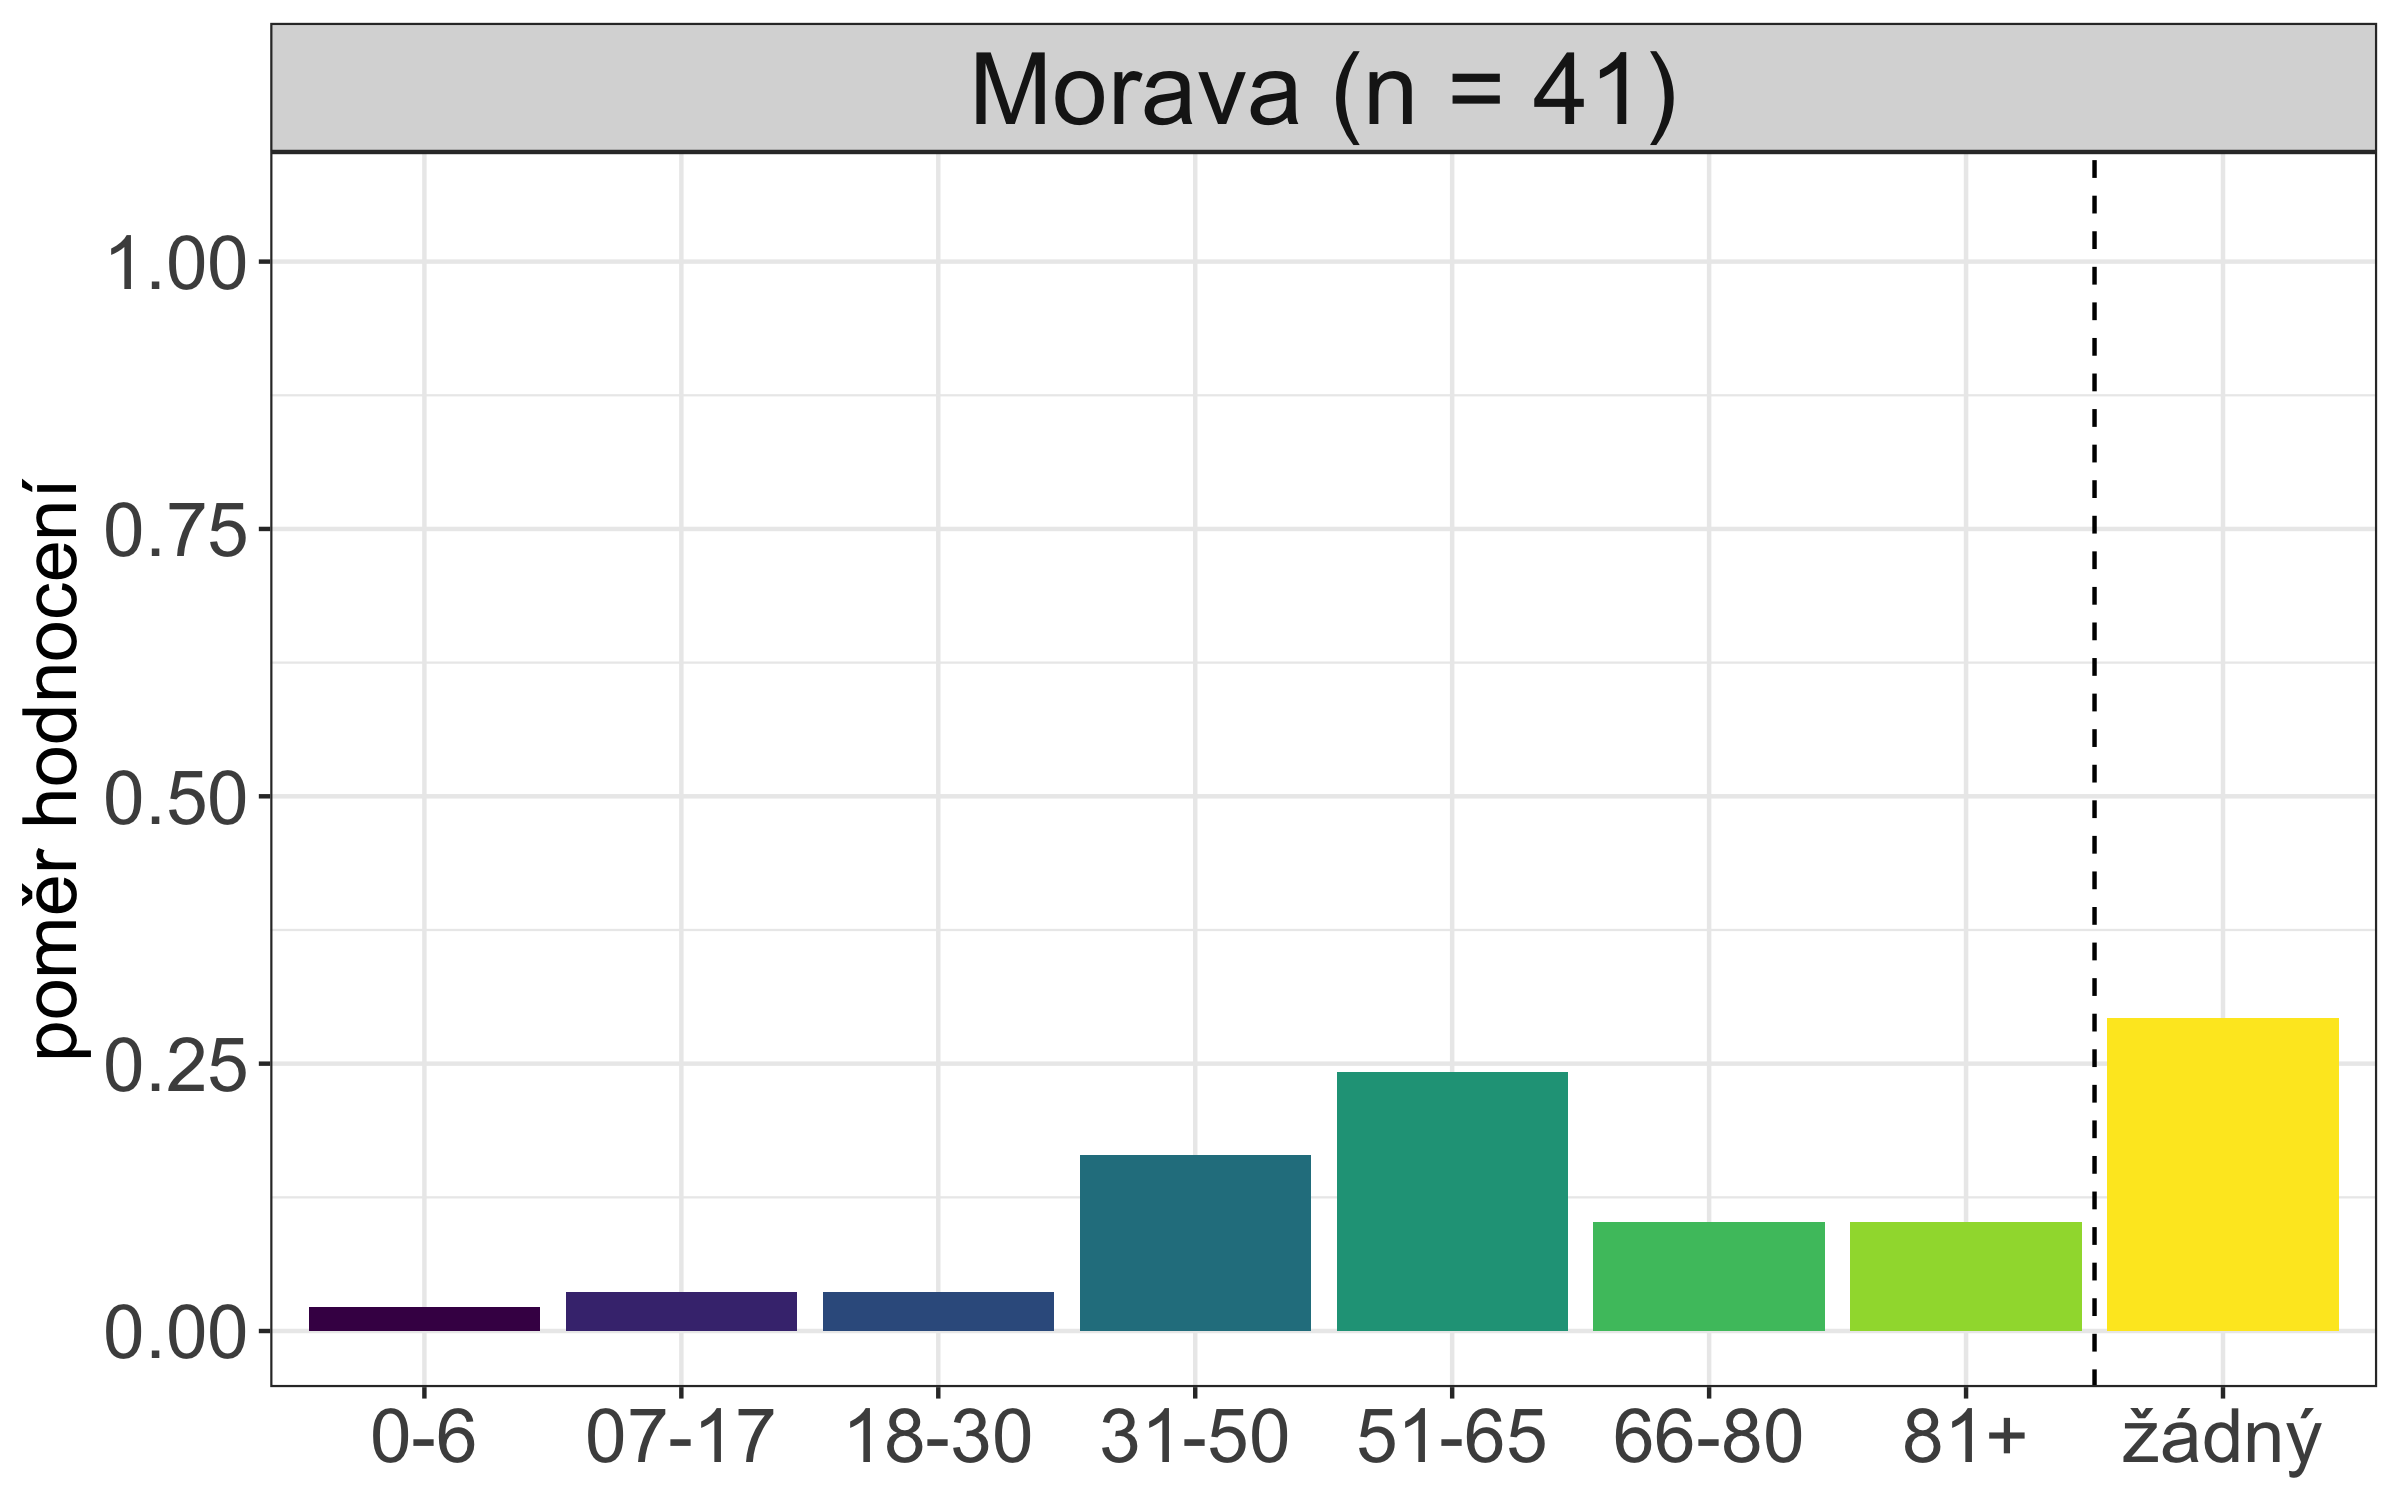 Morava (n = 41)
poměr hodnocení
1.00
0.75
0.50
0.25
0.00
0-6 07-17 18-30 31-50 51-65 66-80 81+ žádný